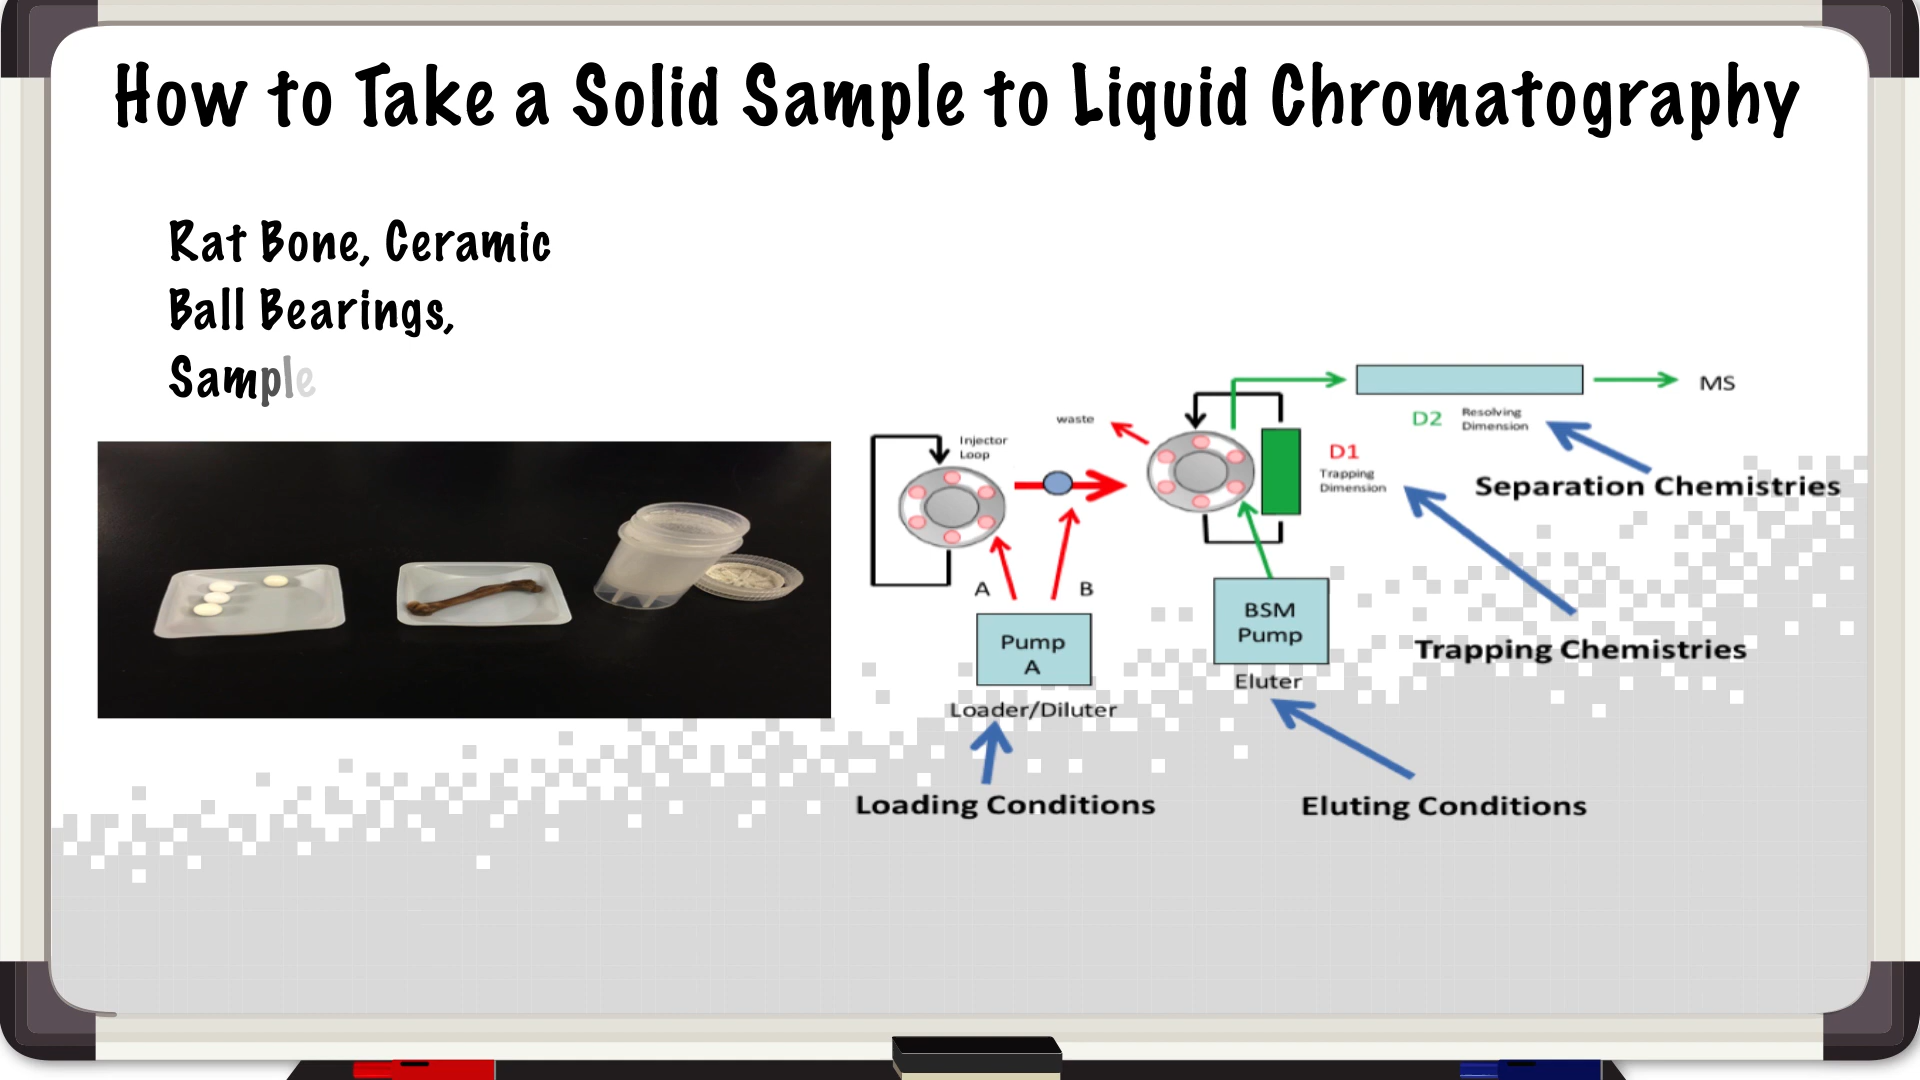 How to Take a Solid Sample to Liquid Chromatography
Rat Bone, Ceramic
Ball Bearings,
Sample
Injector
Loop
waste
A
B
Pump
A
Loader/Diluter
Loading Conditions
BSM
Pump
Eluter
Eluting Conditions
D1
Trapping
Dimension
Trapping Chemistries
D2
Resolving
Dimension
MS
Separation Chemistries